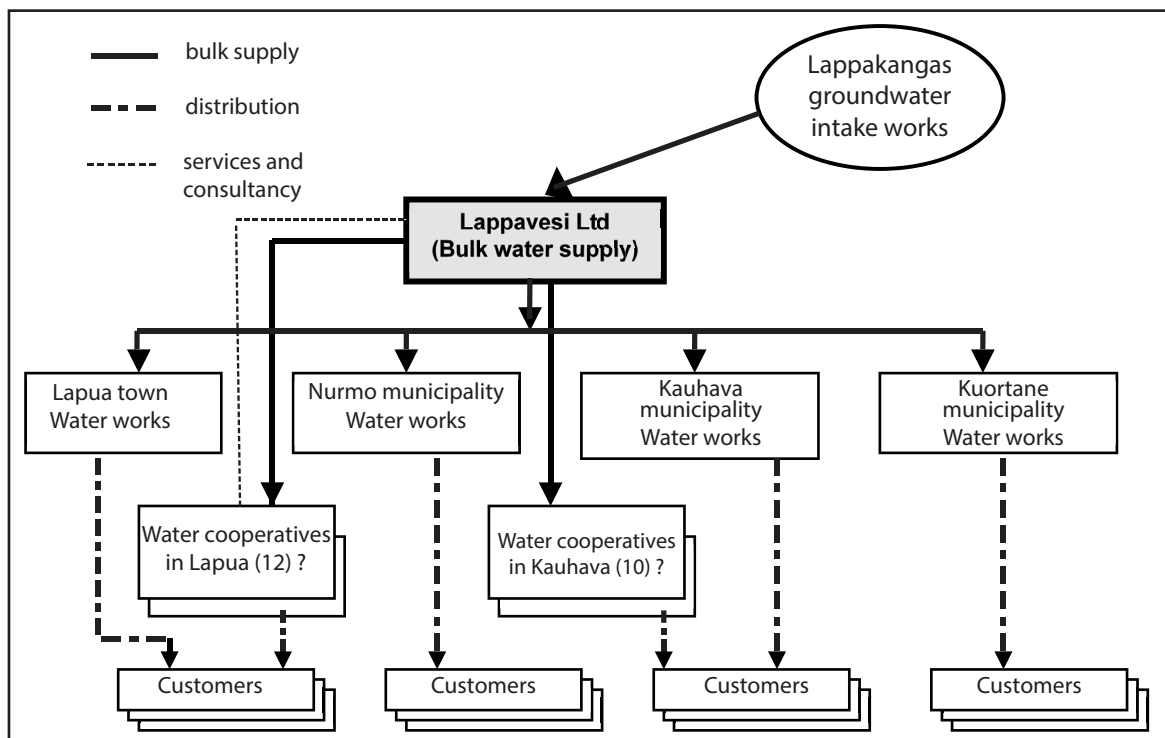 bulk supply
distribution
services and
consultancy
Lappakangas
groundwater
intake works
Lappavesi Ltd
(Bulk water supply)
Lapua town
Water works
Nurmo municipality
Water works
Kauhava
municipality
Water works
Kuortane
municipality
Water works
Water cooperatives
in Lapua (12) ?
Water cooperatives
in Kauhava (10) ?
Customers
Customers
Customers
Customers